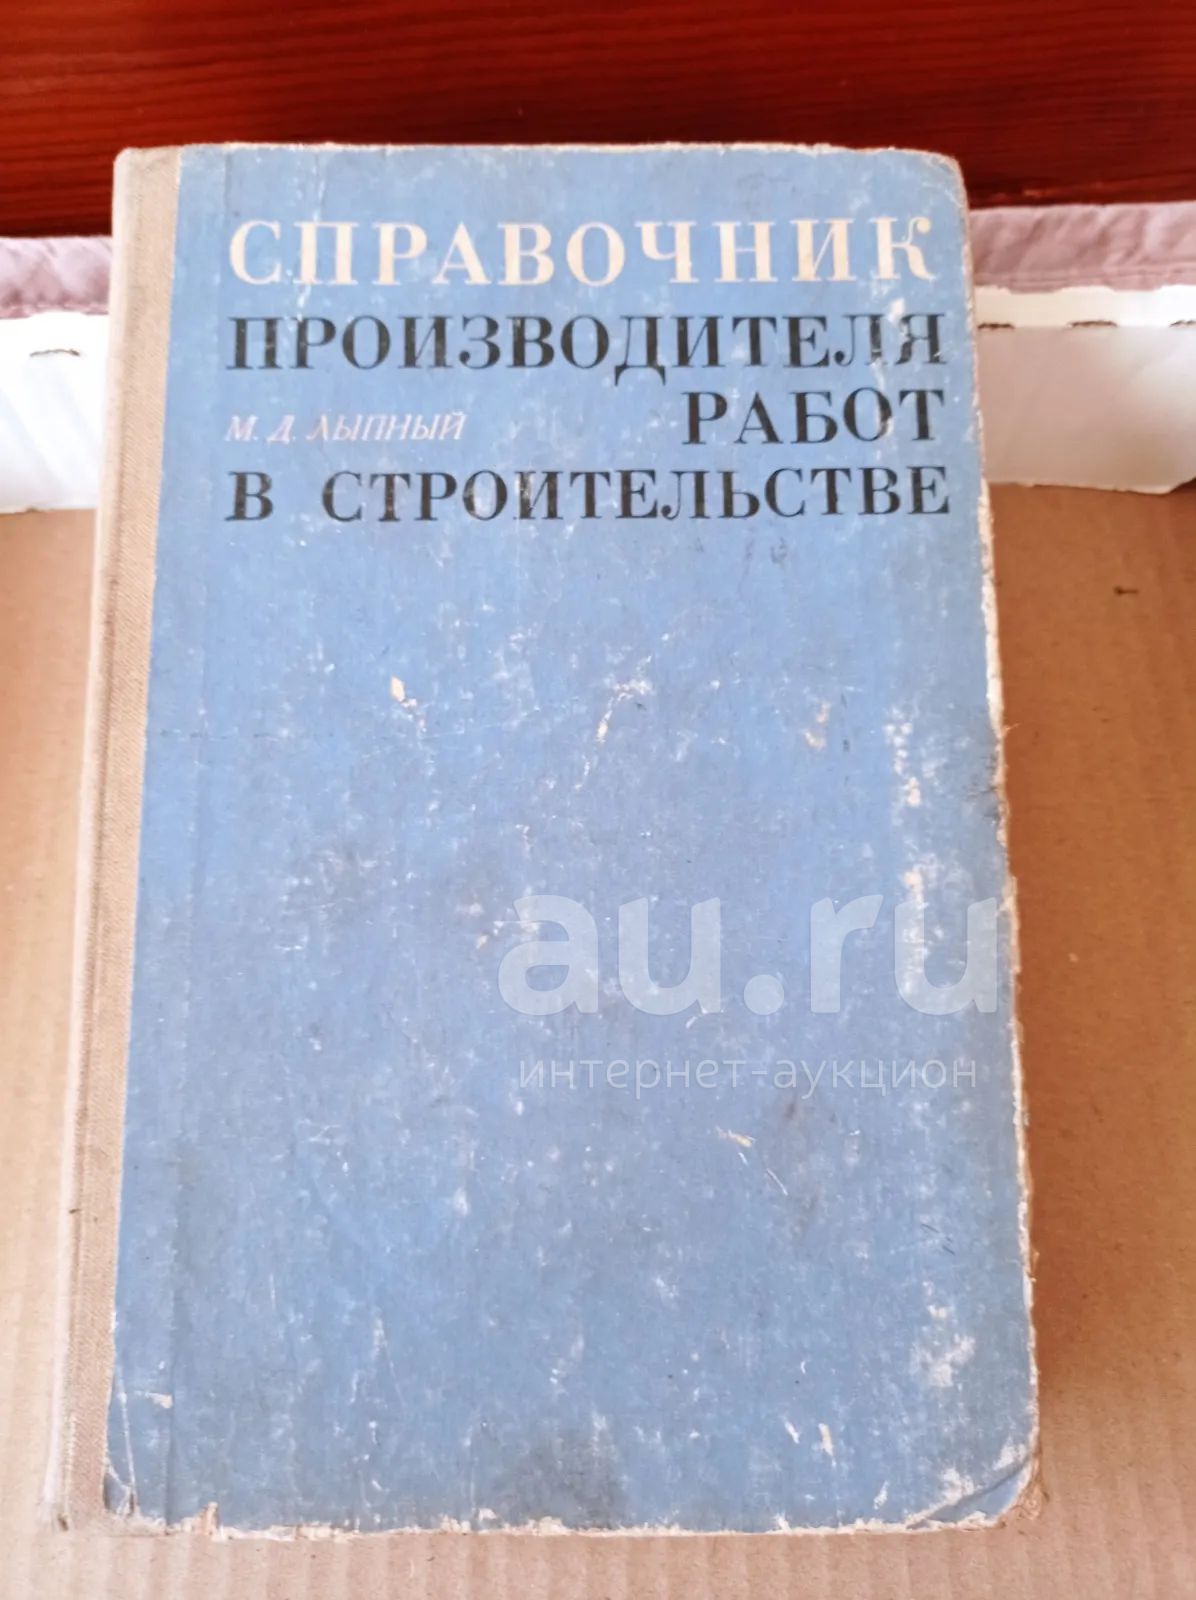 СПРАВОЧНИК
ПРОИЗВОДИТЕЛЯ
М. Д. ЛЫПНЫЙ РАБОТ
В СТРОИТЕЛЬСТВЕ
au.ru
интернет-аукцион